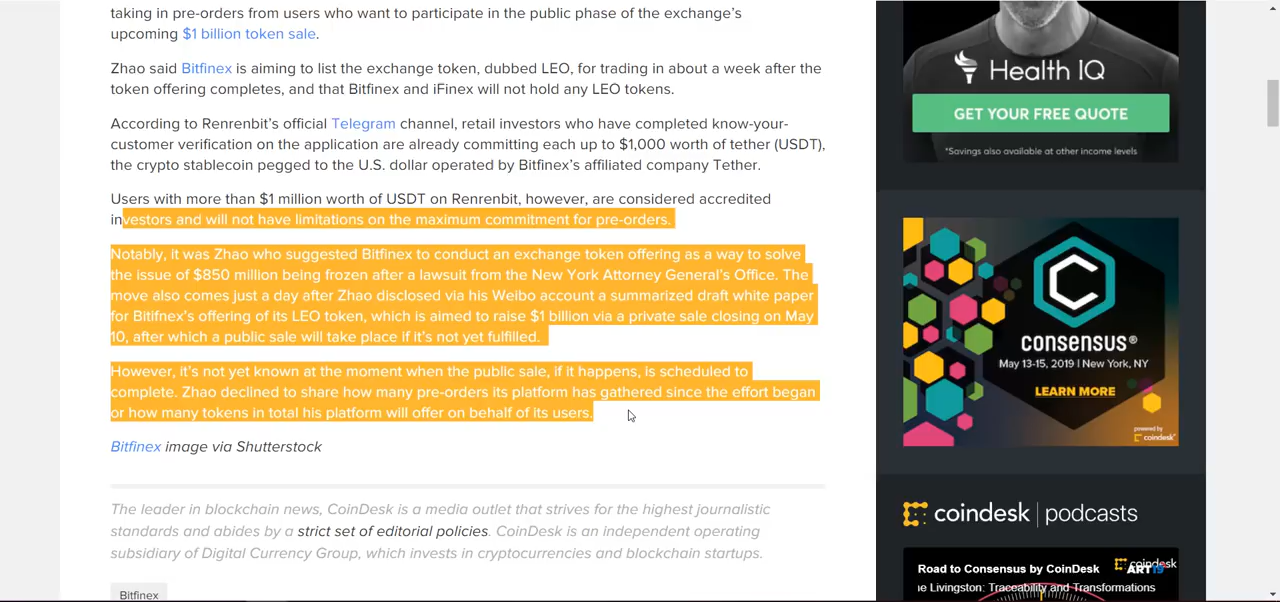 taking in pre-orders from users who want to participate in the public phase of the exchange's
upcoming $1 billion token sale.
Zhao said Bitfinex is aiming to list the exchange token, dubbed LEO, for trading in about a week after the
token offering completes, and that Bitfinex and iFinex will not hold any LEO tokens.
According to Renrenbit's official Telegram channel, retail investors who have completed know-your-
customer verification on the application are already committing each up to $1,000 worth of tether (USDT),
the crypto stablecoin pegged to the U.S. dollar operated by Bitfinex's affiliated company Tether.
Users with more than $1 million worth of USDT on Renrenbit, however, are considered accredited
investors and will not have limitations on the maximum commitment for pre-orders.
Notably, it was Zhao who suggested Bitfinex to conduct an exchange token offering as a way to solve
the issue of $850 million being frozen after a lawsuit from the New York Attorney General's Office. The
move also comes just a day after Zhao disclosed via his Weibo account a summarized draft white paper
for Bitifnex's offering of its LEO token, which is aimed to raise $1 billion via a private sale closing on May
10, after which a public sale will take place if it's not yet fulfilled.
However, it's not yet known at the moment when the public sale, if it happens, is scheduled to
complete. Zhao declined to share how many pre-orders its platform has gathered since the effort began
or how many tokens in total his platform will offer on behalf of its users.
Bitfinex image via Shutterstock
The leader in blockchain news, CoinDesk is a media outlet that strives for the highest journalistic
standards and abides by a strict set of editorial policies. CoinDesk is an independent operating
subsidiary of Digital Currency Group, which invests in cryptocurrencies and blockchain startups.
Bitfinex
Health IQ
GET YOUR FREE QUOTE
*Savings also available at other income levels
consensus®
May 13-15, 2019 | New York, NY
LEARN MORE
powered by
coindesk
coindesk | podcasts
Road to Consensus by CoinDesk
coindesk
ART19
ne Livingston: Traceability and Transformations